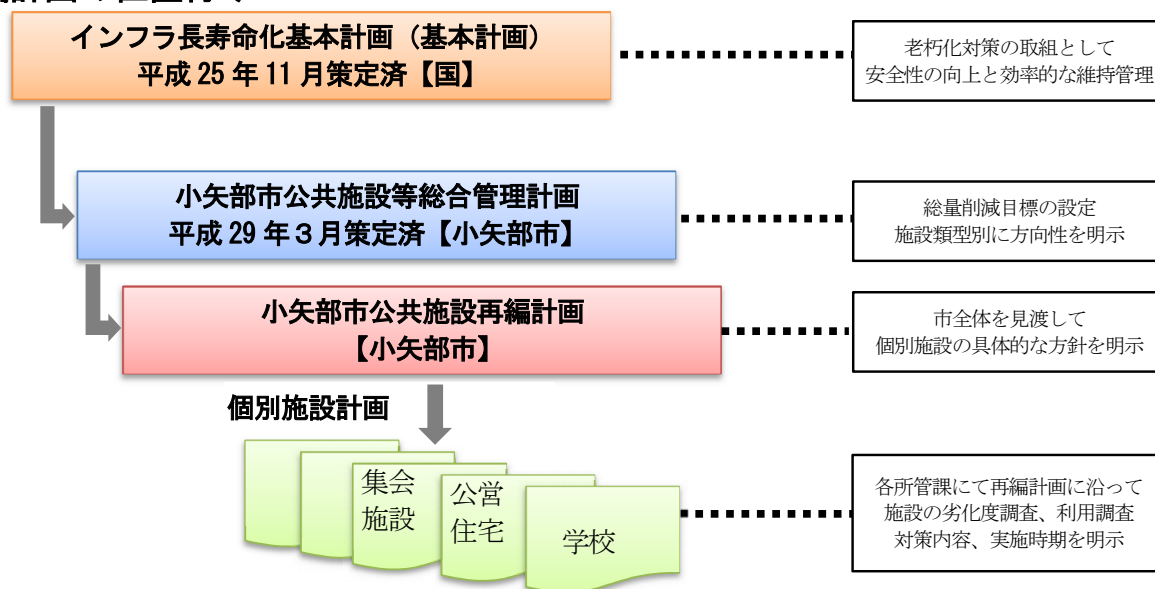 インフラ長寿命化基本計画（基本計画）
平成 25 年 11 月策定済【国】
老朽化対策の取組として
安全性の向上と効率的な維持管理
小矢部市公共施設等総合管理計画
平成 29 年３月策定済【小矢部市】
総量削減目標の設定
施設類型別に方向性を明示
小矢部市公共施設再編計画
【小矢部市】
市全体を見渡して
個別施設の具体的な方針を明示
個別施設計画
集会
施設
公営
住宅
学校
各所管課にて再編計画に沿って
施設の劣化度調査、利用調査
対策内容、実施時期を明示